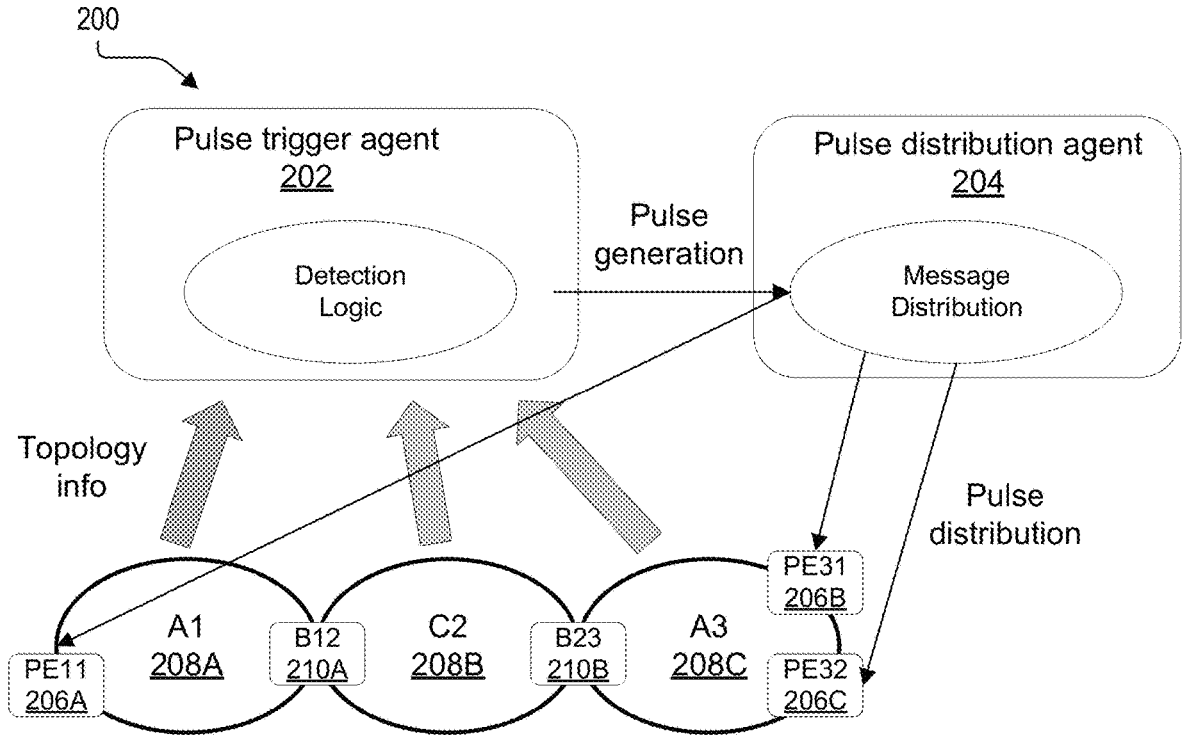 200
Pulse trigger agent
202
Pulse distribution agent
204
Pulse
generation
Detection
Logic
Message
Distribution
Topology
info
Pulse
distribution
PE31
206B
A1
208A
B12
210A
C2
208B
B23
210B
A3
208C
PE11
206A
PE32
206C